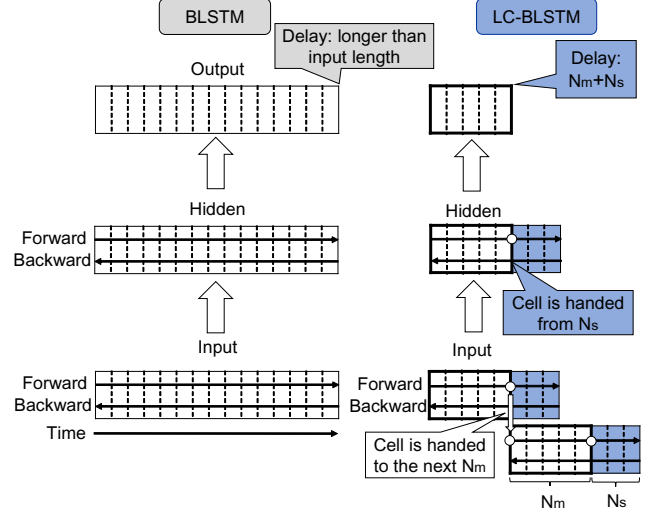 BLSTM
Delay: longer than
input length
Output
Hidden
Forward
Backward
Input
Forward
Backward
Time
LC-BLSTM
Delay:
Nm+Ns
Hidden
Cell is handed
from Ns
Input
Forward
Backward
Cell is handed
to the next Nm
Nm
Ns